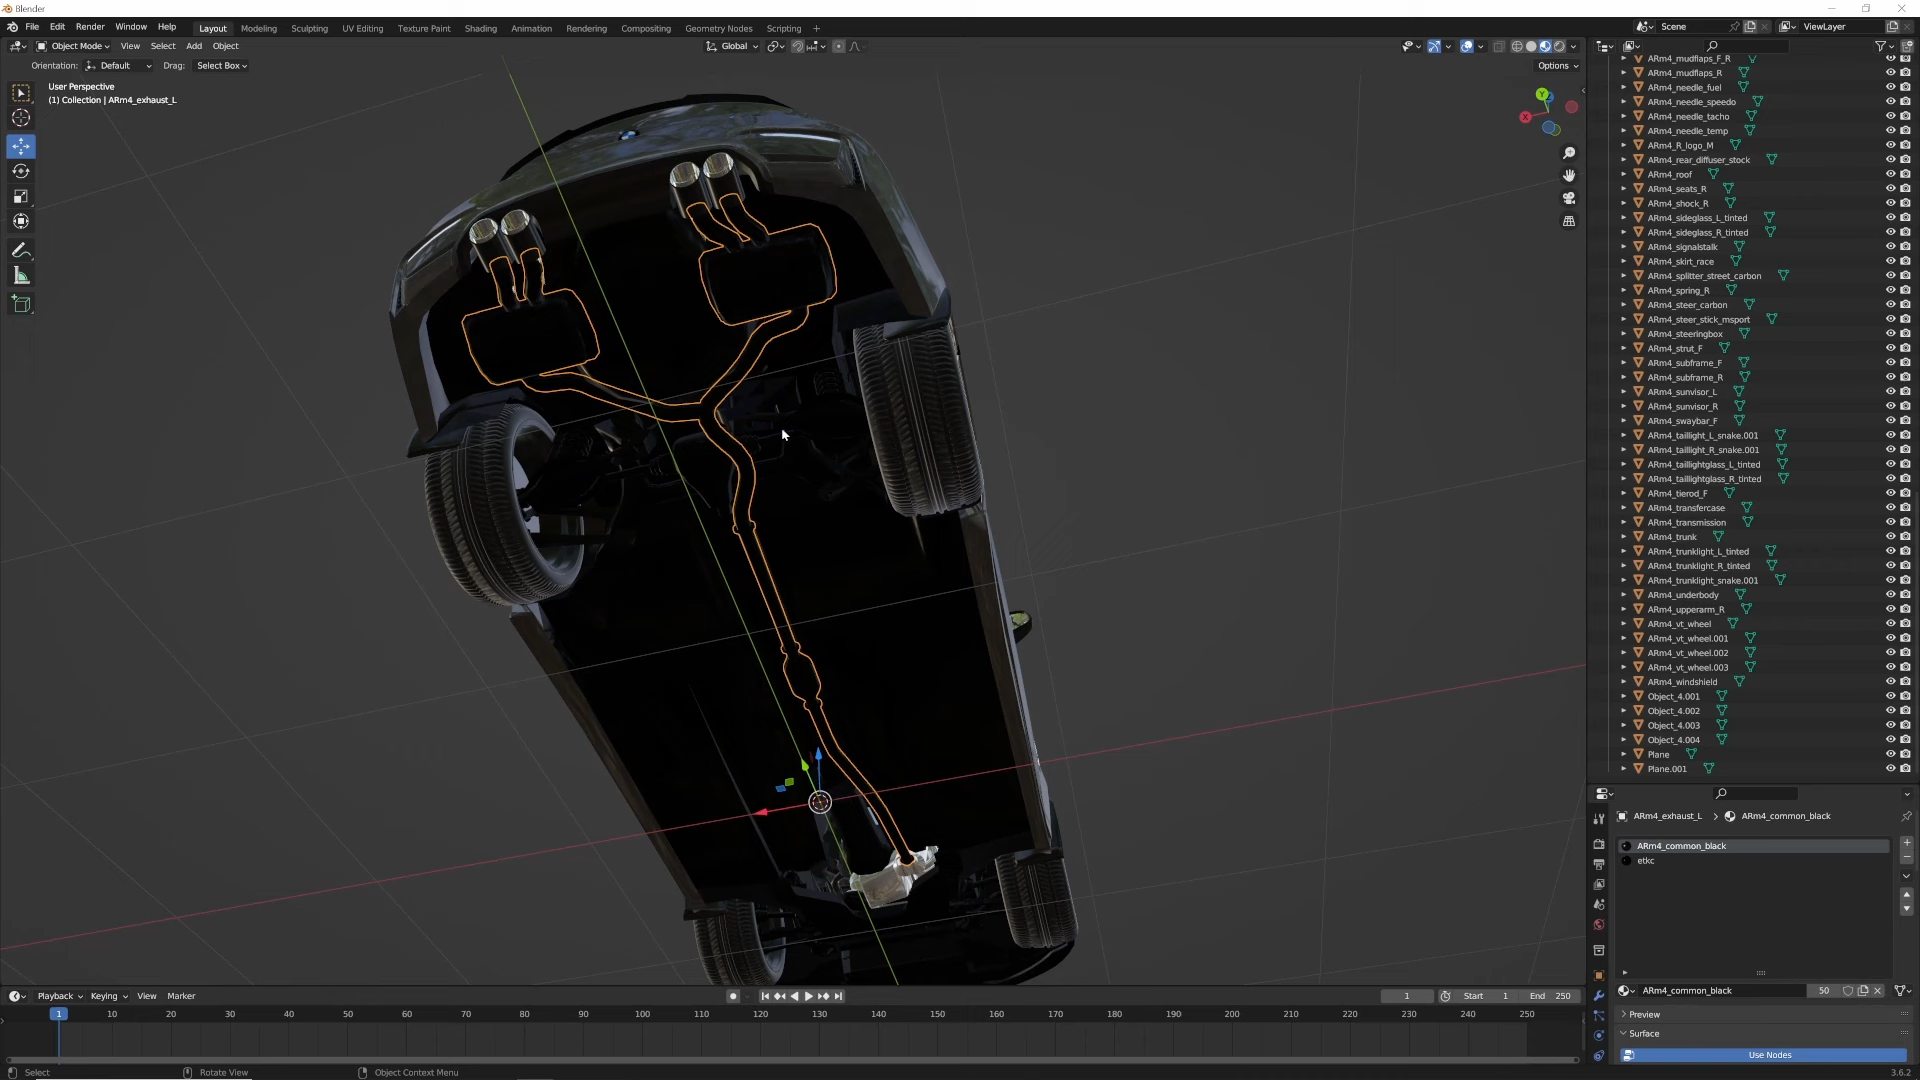 Blender
File Edit Render Window Help
Layout Modeling Sculpting UV Editing Texture Paint Shading Animation Rendering Compositing Geometry Nodes Scripting +
Scene
ViewLayer
Object Mode View Select Add Object
Global
Orientation: Default Drag: Select Box
Options
User Perspective
(1) Collection | ARm4_exhaust_L
Y
X
ARm4_mudflaps_F_R
ARm4_mudflaps_R
ARm4_needle_fuel
ARm4_needle_speedo
ARm4_needle_tacho
ARm4_needle_temp
ARm4_R_logo_M
ARm4_rear_diffuser_stock
ARm4_roof
ARm4_seats_R
ARm4_shock_R
ARm4_sideglass_L_tinted
ARm4_sideglass_R_tinted
ARm4_signalstalk
ARm4_skirt_race
ARm4_splitter_street_carbon
ARm4_spring_R
ARm4_steer_carbon
ARm4_steer_stick_msport
ARm4_steeringbox
ARm4_strut_F
ARm4_subframe_F
ARm4_subframe_R
ARm4_sunvisor_L
ARm4_sunvisor_R
ARm4_swaybar_F
ARm4_taillight_L_snake.001
ARm4_taillight_R_snake.001
ARm4_taillightglass_L_tinted
ARm4_taillightglass_R_tinted
ARm4_tierod_F
ARm4_transfercase
ARm4_transmission
ARm4_trunk
ARm4_trunklight_L_tinted
ARm4_trunklight_R_tinted
ARm4_trunklight_snake.001
ARm4_underbody
ARm4_upperarm_R
ARm4_vt_wheel
ARm4_vt_wheel.001
ARm4_vt_wheel.002
ARm4_vt_wheel.003
ARm4_windshield
Object_4.001
Object_4.002
Object_4.003
Object_4.004
Plane
Plane.001
ARm4_exhaust_L > ARm4_common_black
ARm4_common_black
etkc
ARm4_common_black 50
Preview
Surface
Use Nodes
Playback Keying View Marker
1 Start 1 End 250
1 10 20 30 40 50 60 70 80 90 100 110 120 130 140 150 160 170 180 190 200 210 220 230 240 250
Select Rotate View Object Context Menu
3.6.2